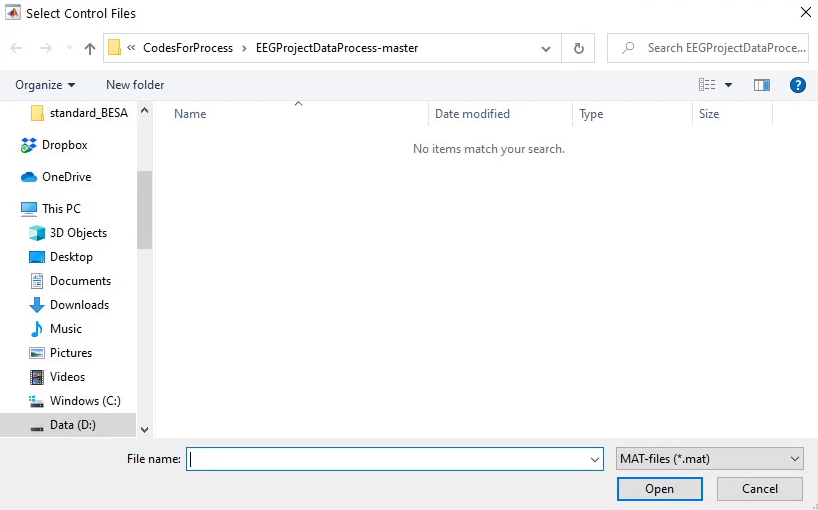 Select Control Files
« CodesForProcess > EEGProjectDataProcess-master
Search EEGProjectDataProce...
Organize
New folder
?
standard_BESA
Dropbox
OneDrive
This PC
3D Objects
Desktop
Documents
Downloads
Music
Pictures
Videos
Windows (C:)
Data (D:)
Name
Date modified
Type
Size
No items match your search.
File name:
MAT-files (*.mat)
Open
Cancel